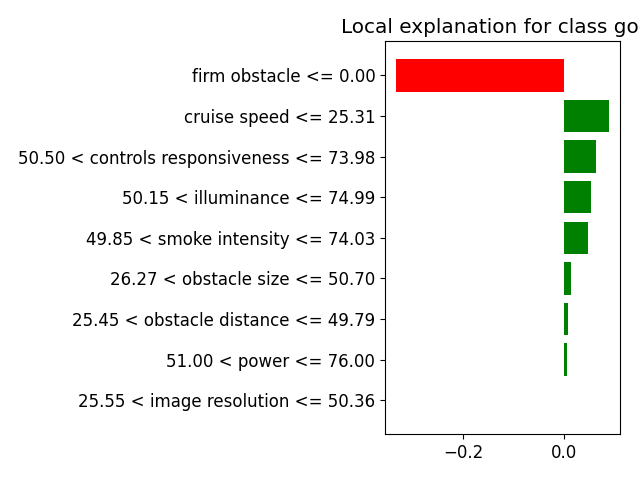 Local explanation for class go
firm obstacle <= 0.00
cruise speed <= 25.31
50.50 < controls responsiveness <= 73.98
50.15 < illuminance <= 74.99
49.85 < smoke intensity <= 74.03
26.27 < obstacle size <= 50.70
25.45 < obstacle distance <= 49.79
51.00 < power <= 76.00
25.55 < image resolution <= 50.36
−0.2 0.0